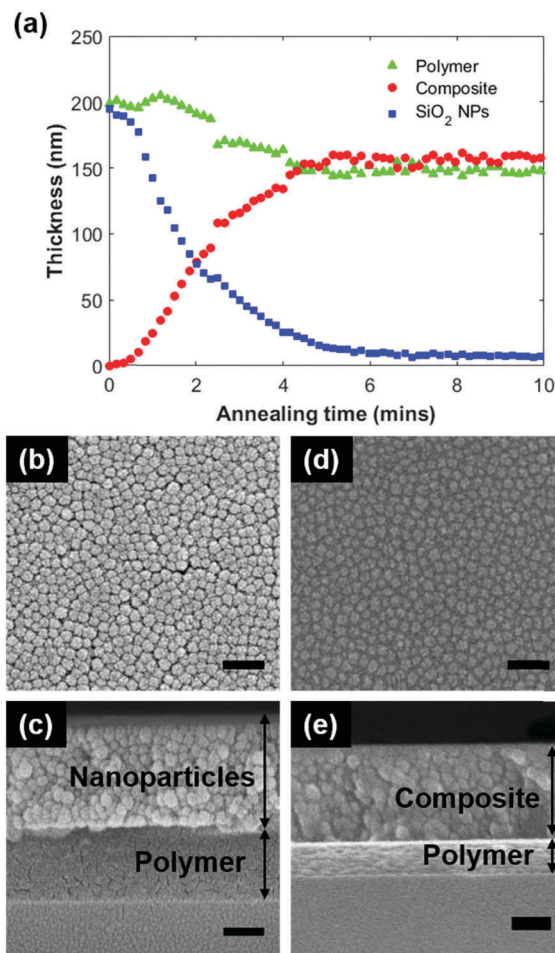 (a)
250
200
150
100
50
0
Thickness (nm)
Polymer
Composite
SiO₂ NPs
0 2 4 6 8 10
Annealing time (mins)
(b)
(d)
(c)
Nanoparticles
Polymer
(e)
Composite
Polymer